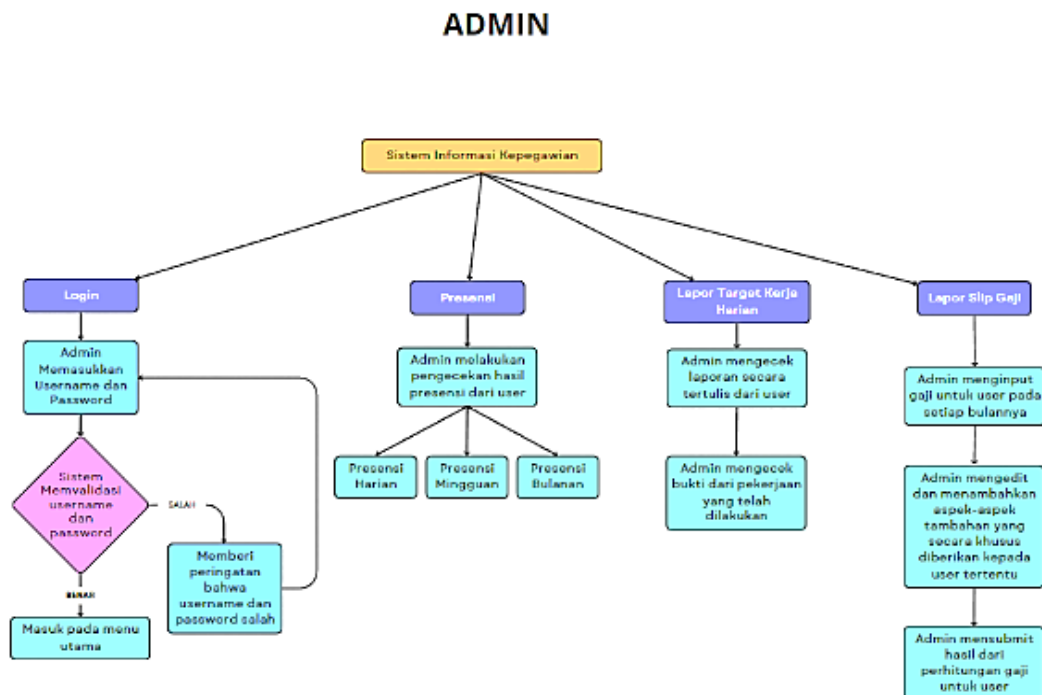 ADMIN
Sistem Informasi Kepegawian
Login
Presensi
Lapor Target Kerja
Harian
Lapor Slip Gaji
Admin
Memasukkan
Username dan
Password
Admin melakukan
pengecekan hasil
presensi dari user
Admin mengecek
laporan secara
tertulis dari user
Admin menginput
gaji untuk user pada
setiap bulannya
Sistem
Memvalidasi
username
dan
password
SALAH
BENAR
Memberi
peringatan
bahwa
username dan
password salah
Masuk pada menu
utama
Presensi
Harian
Presensi
Mingguan
Presensi
Bulanan
Admin mengecek
bukti dari pekerjaan
yang telah
dilakukan
Admin mengedit
dan menambahkan
aspek-aspek
tambahan yang
secara khusus
diberikan kepada
user tertentu
Admin mensubmit
hasil dari
perhitungan gaji
untuk user